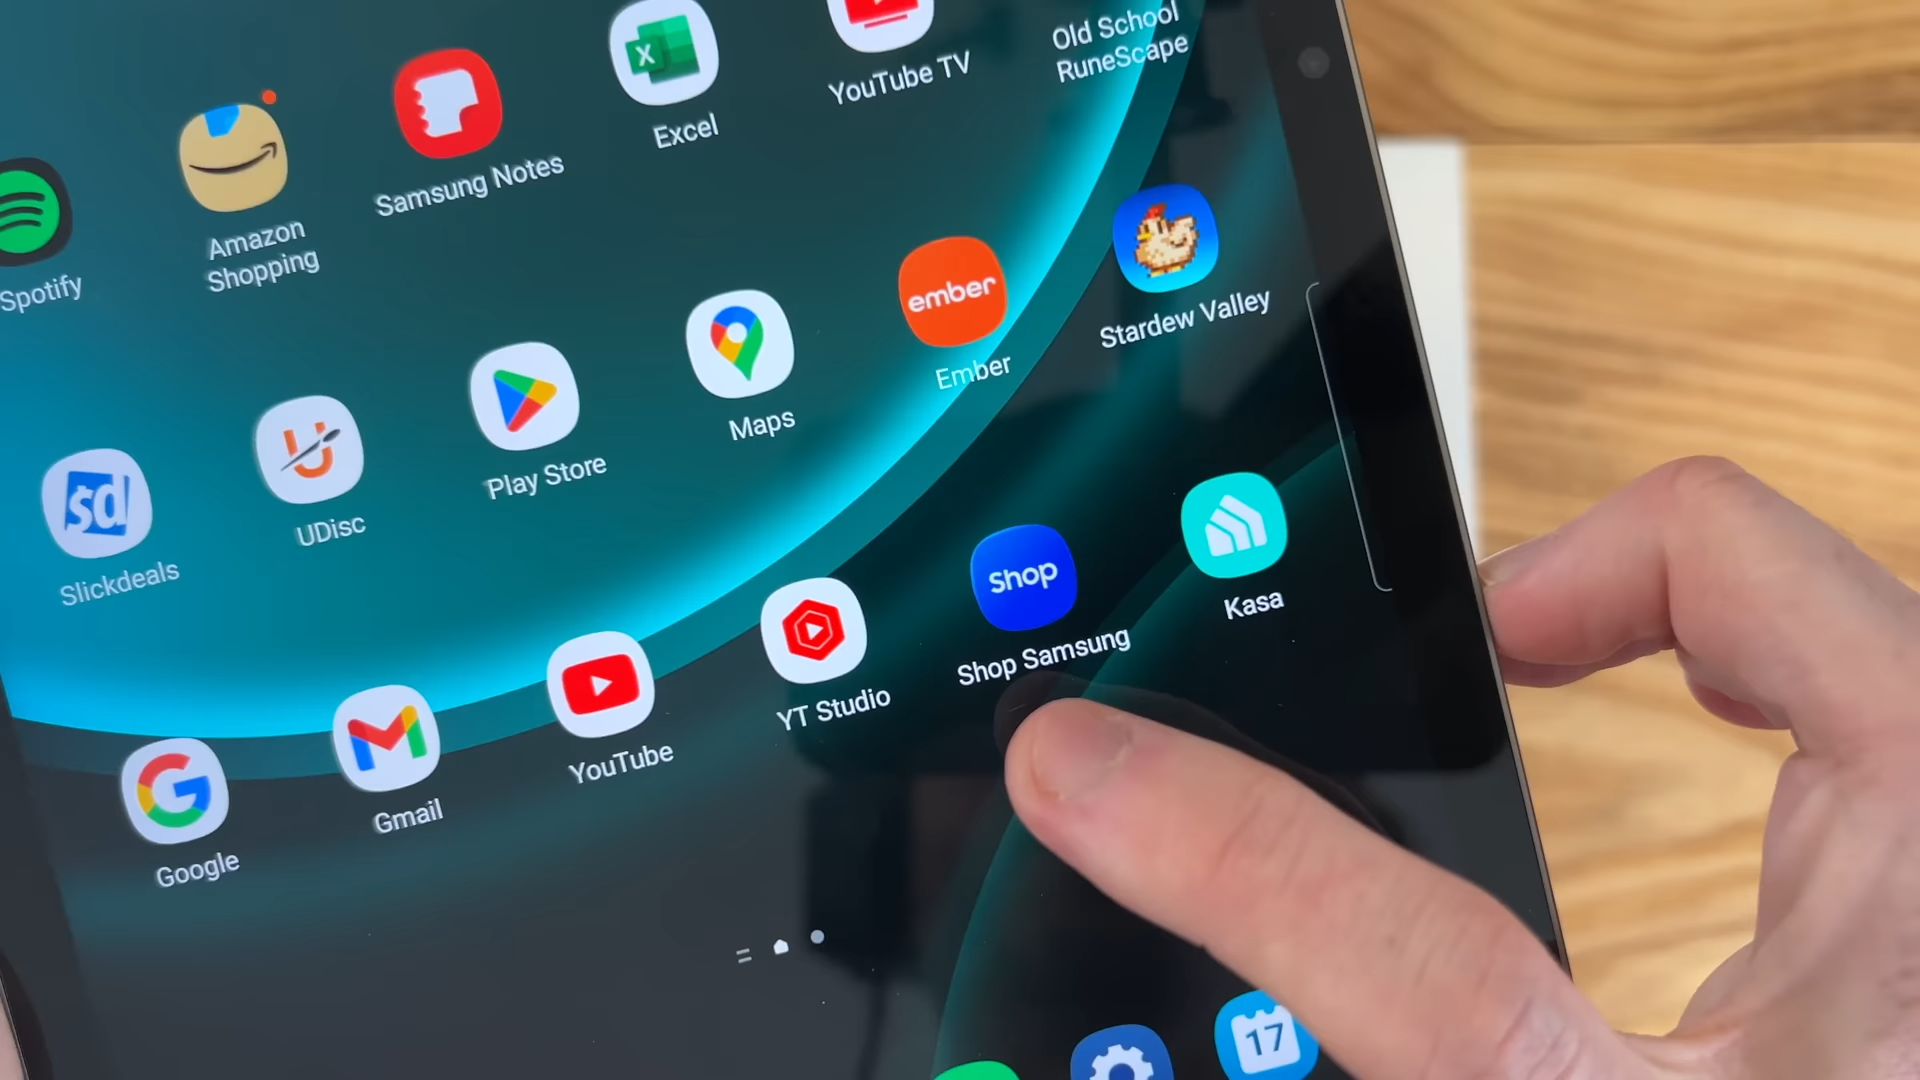 Old School
RuneScape
YouTube TV
X
Excel
Samsung Notes
Amazon
Shopping
Spotify
Stardew Valley
ember
Ember
Maps
Play Store
UDisc
$d
Slickdeals
Kasa
Shop
Shop Samsung
YT Studio
YouTube
Gmail
G
Google
17